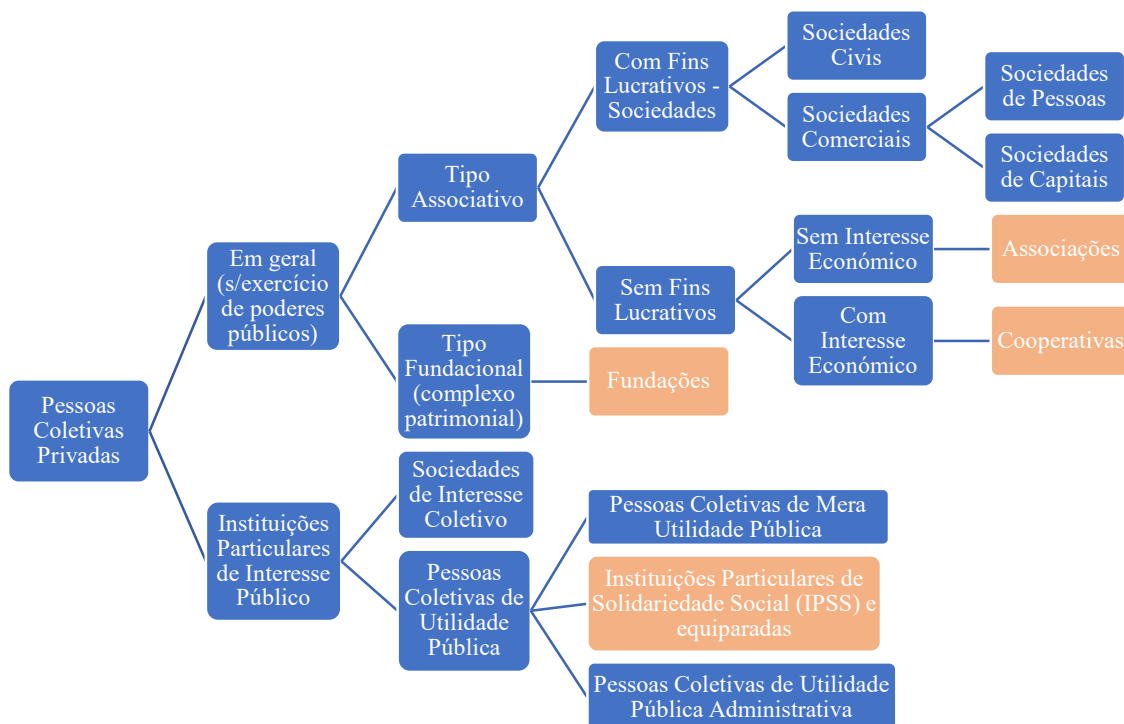 Sociedades
Civis
Com Fins
Lucrativos -
Sociedades
Sociedades
de Pessoas
Sociedades
Comerciais
Tipo
Associativo
Sociedades
de Capitais
Sem Interesse
Económico
Associações
Em geral
(s/exercício
de poderes
públicos)
Sem Fins
Lucrativos
Com
Interesse
Económico
Cooperativas
Tipo
Fundacional
(complexo
patrimonial)
Fundações
Pessoas
Coletivas
Privadas
Sociedades
de Interesse
Coletivo
Instituições
Particulares
de Interesse
Público
Pessoas Coletivas de Mera
Utilidade Pública
Pessoas
Coletivas de
Utilidade
Pública
Instituições Particulares de
Solidariedade Social (IPSS) e
equiparadas
Pessoas Coletivas de Utilidade
Pública Administrativa